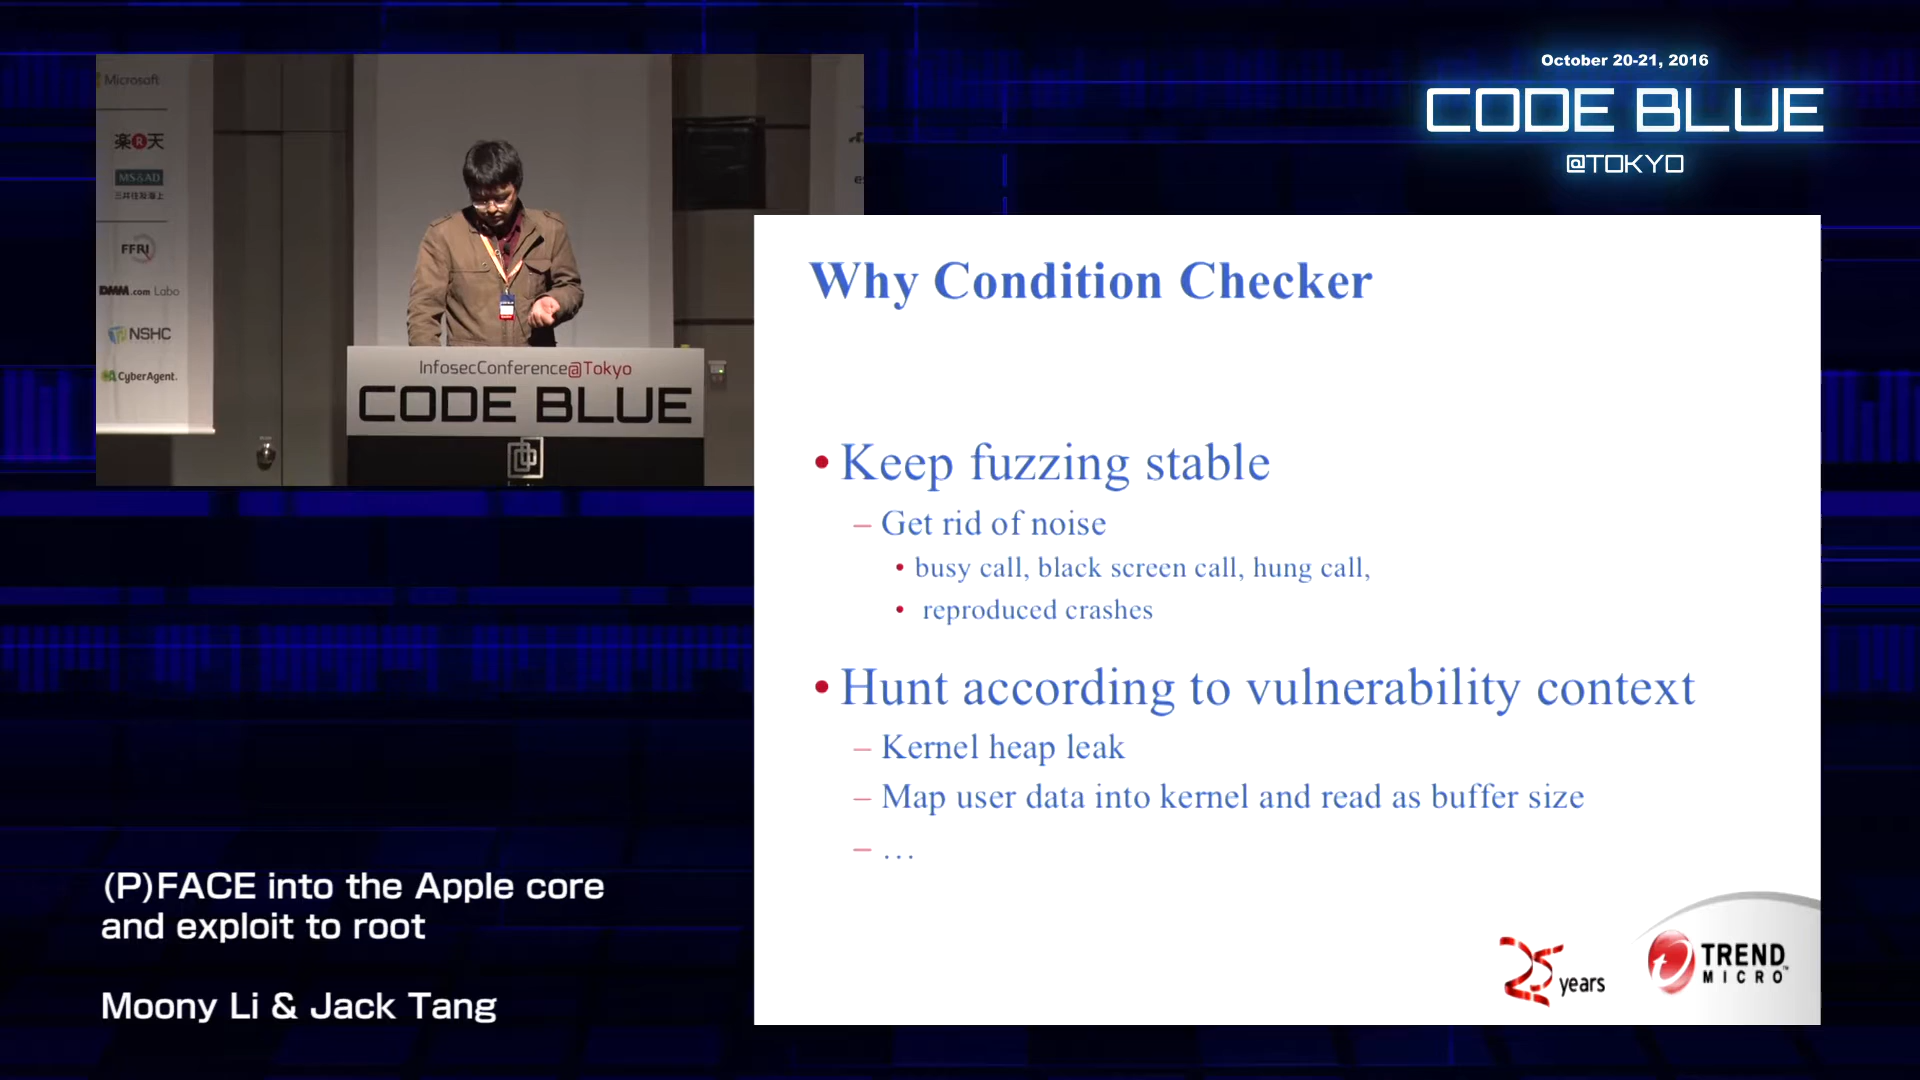 October 20-21, 2016
CODE BLUE
@TOKYO
Microsoft
楽R天
MS&AD
三井住友海上
FFRI
DMM.com Labo
NSHC
CyberAgent.
InfosecConference@Tokyo
CODE BLUE
Why Condition Checker
• Keep fuzzing stable
– Get rid of noise
• busy call, black screen call, hung call,
• reproduced crashes
• Hunt according to vulnerability context
– Kernel heap leak
– Map user data into kernel and read as buffer size
– …
25 years
TREND
MICRO™
(P)FACE into the Apple core
and exploit to root
Moony Li & Jack Tang